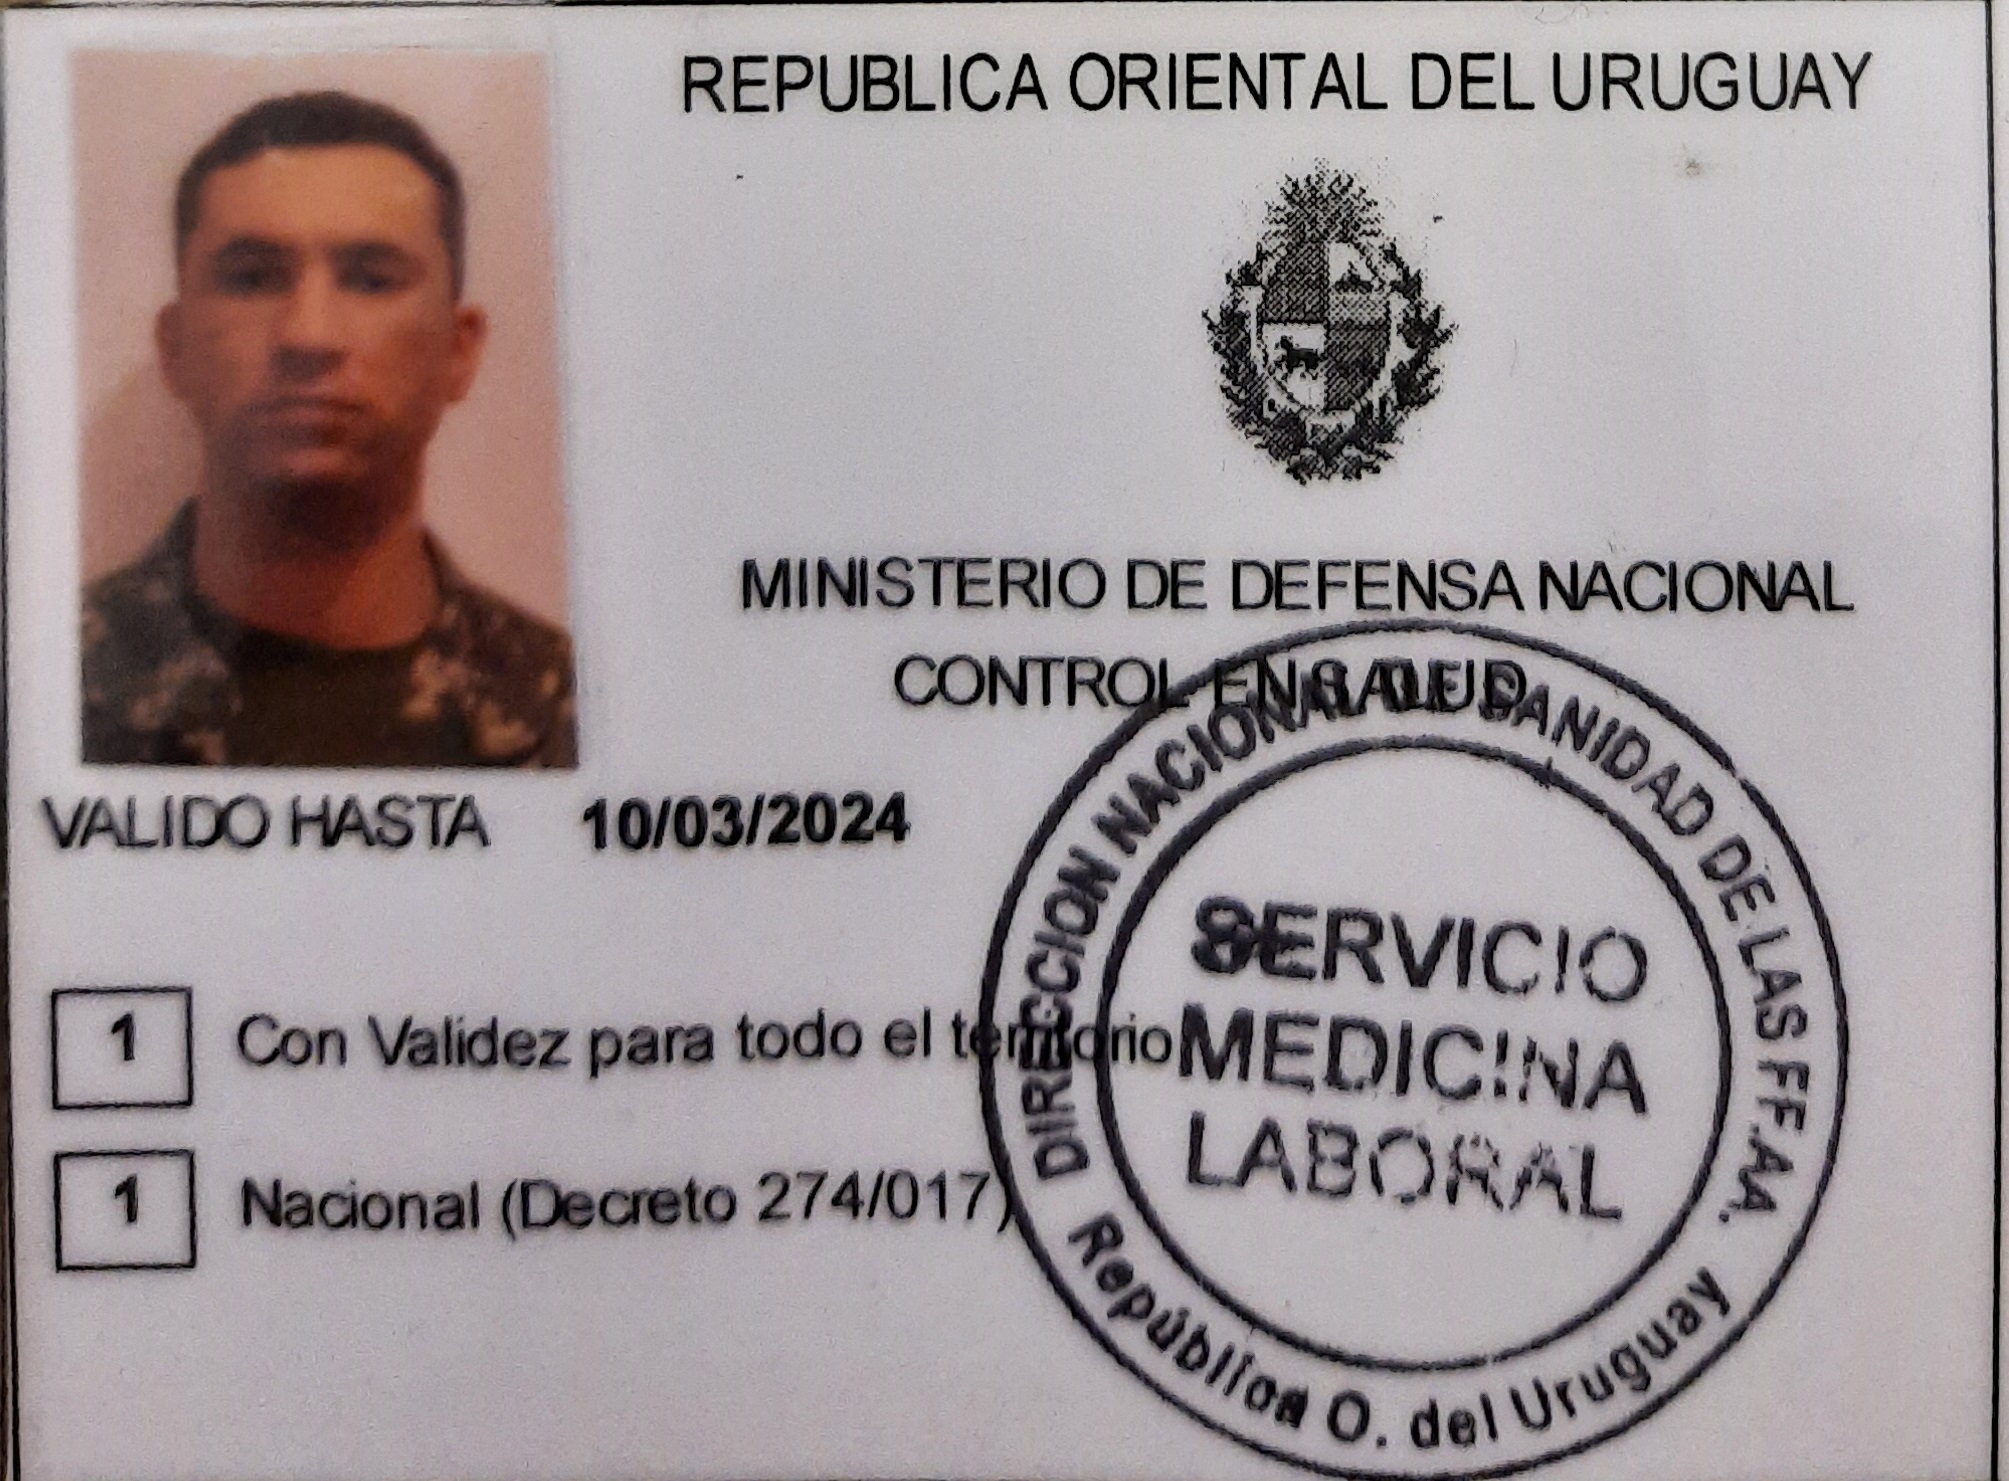 REPUBLICA ORIENTAL DEL URUGUAY
MINISTERIO DE DEFENSA NACIONAL
CONTROL EN SALUD
VALIDO HASTA 10/03/2024
1 Con Validez para todo el territorio
1 Nacional (Decreto 274/017)
DIRECCION NACIONAL DE SANIDAD DE LAS FF.AA.
SERVICIO
MEDICINA
LABORAL
República O. del Uruguay